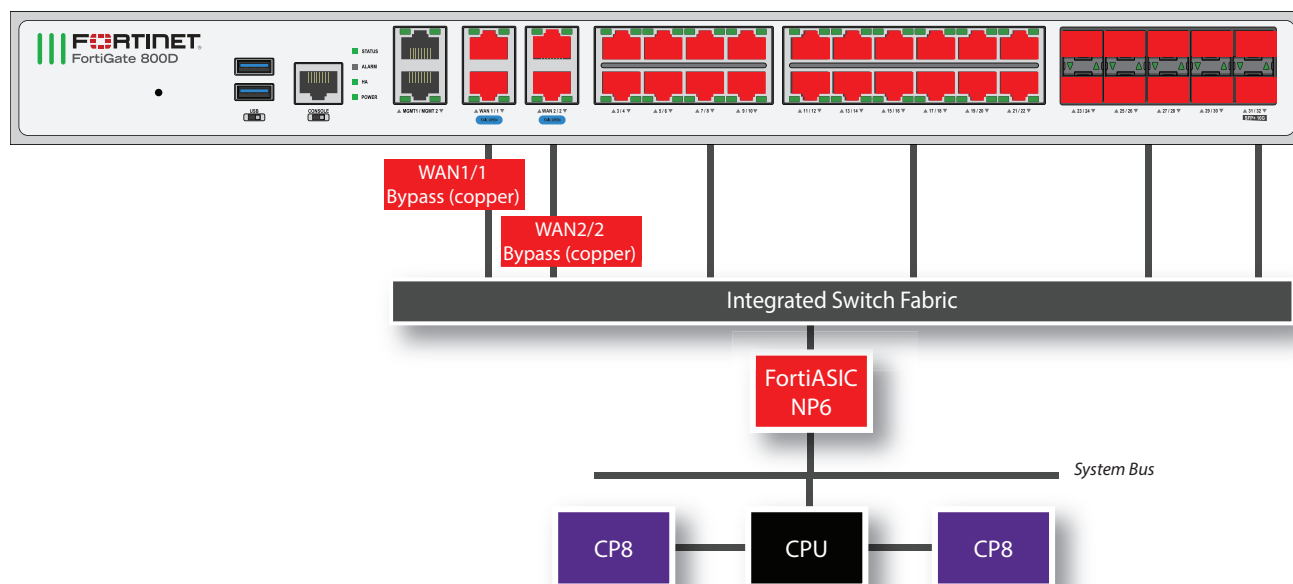 FORTINET
FortiGate 800D
STATUS
ALARM
HA
POWER
USB
CONSOLE
▲ MGMT1 / MGMT 2 ▼
▲ WAN 1 / 1 ▼
▲ WAN 2 / 2 ▼
▲ 3 / 4 ▼
▲ 5 / 6 ▼
▲ 7 / 8 ▼
▲ 9 / 10 ▼
▲ 11 / 12 ▼
▲ 13 / 14 ▼
▲ 15 / 16 ▼
▲ 17 / 18 ▼
▲ 19 / 20 ▼
▲ 21 / 22 ▼
▲ 23 / 24 ▼
▲ 25 / 26 ▼
▲ 27 / 28 ▼
▲ 29 / 30 ▼
▲ 31 / 32 ▼
SFP+ 10G
WAN1/1
Bypass (copper)
WAN2/2
Bypass (copper)
Integrated Switch Fabric
FortiASIC
NP6
System Bus
CP8
CPU
CP8